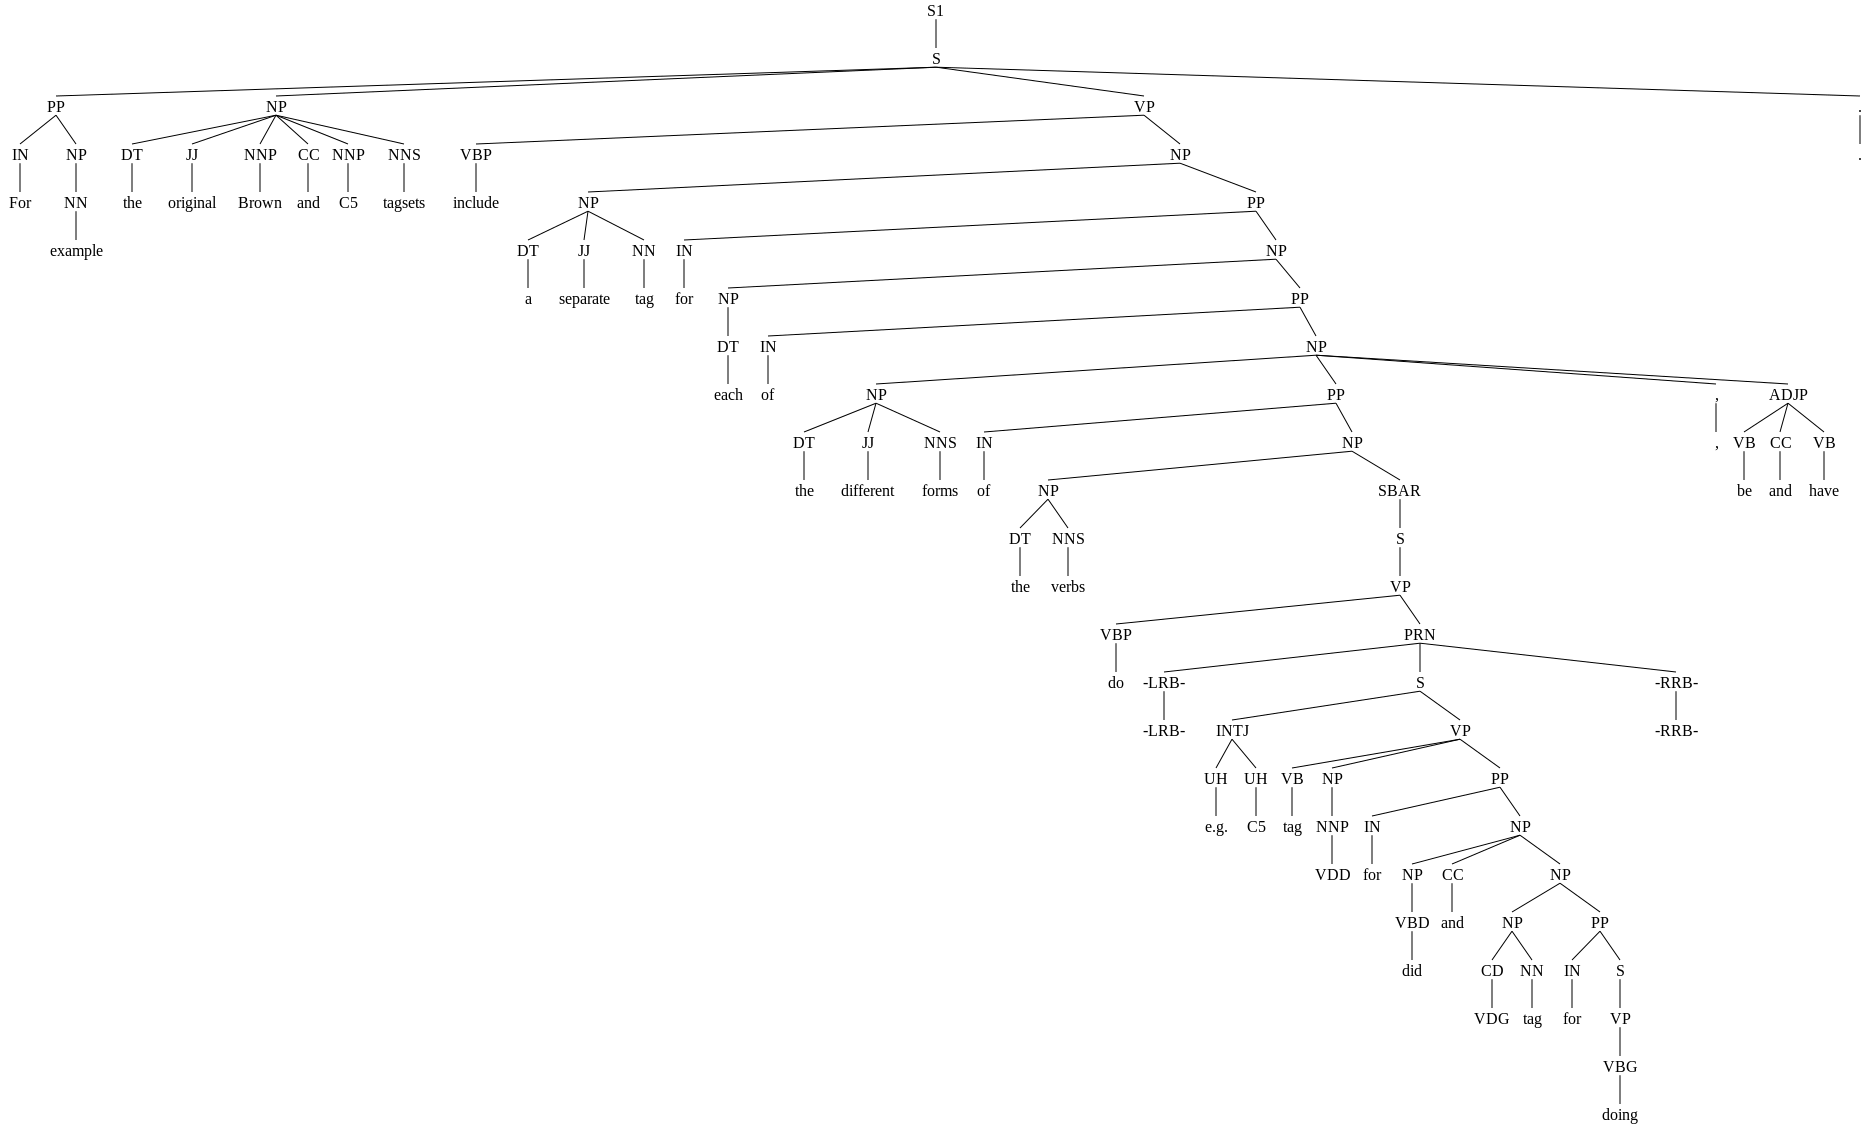 S1
S
PP NP VP .
IN NP DT JJ NNP CC NNP NNS VBP NP .
For NN the original Brown and C5 tagsets include NP PP
example DT JJ NN IN NP
a separate tag for NP PP
DT IN NP
each of NP PP , ADJP
DT JJ NNS IN NP , VB CC VB
the different forms of NP SBAR be and have
DT NNS S
the verbs VP
VBP PRN
do -LRB- S -RRB-
-LRB- INTJ VP -RRB-
UH UH VB NP PP
e.g. C5 tag NNP IN NP
VDD for NP CC NP
VBD and NP PP
did CD NN IN S
VDG tag for VP
VBG
doing